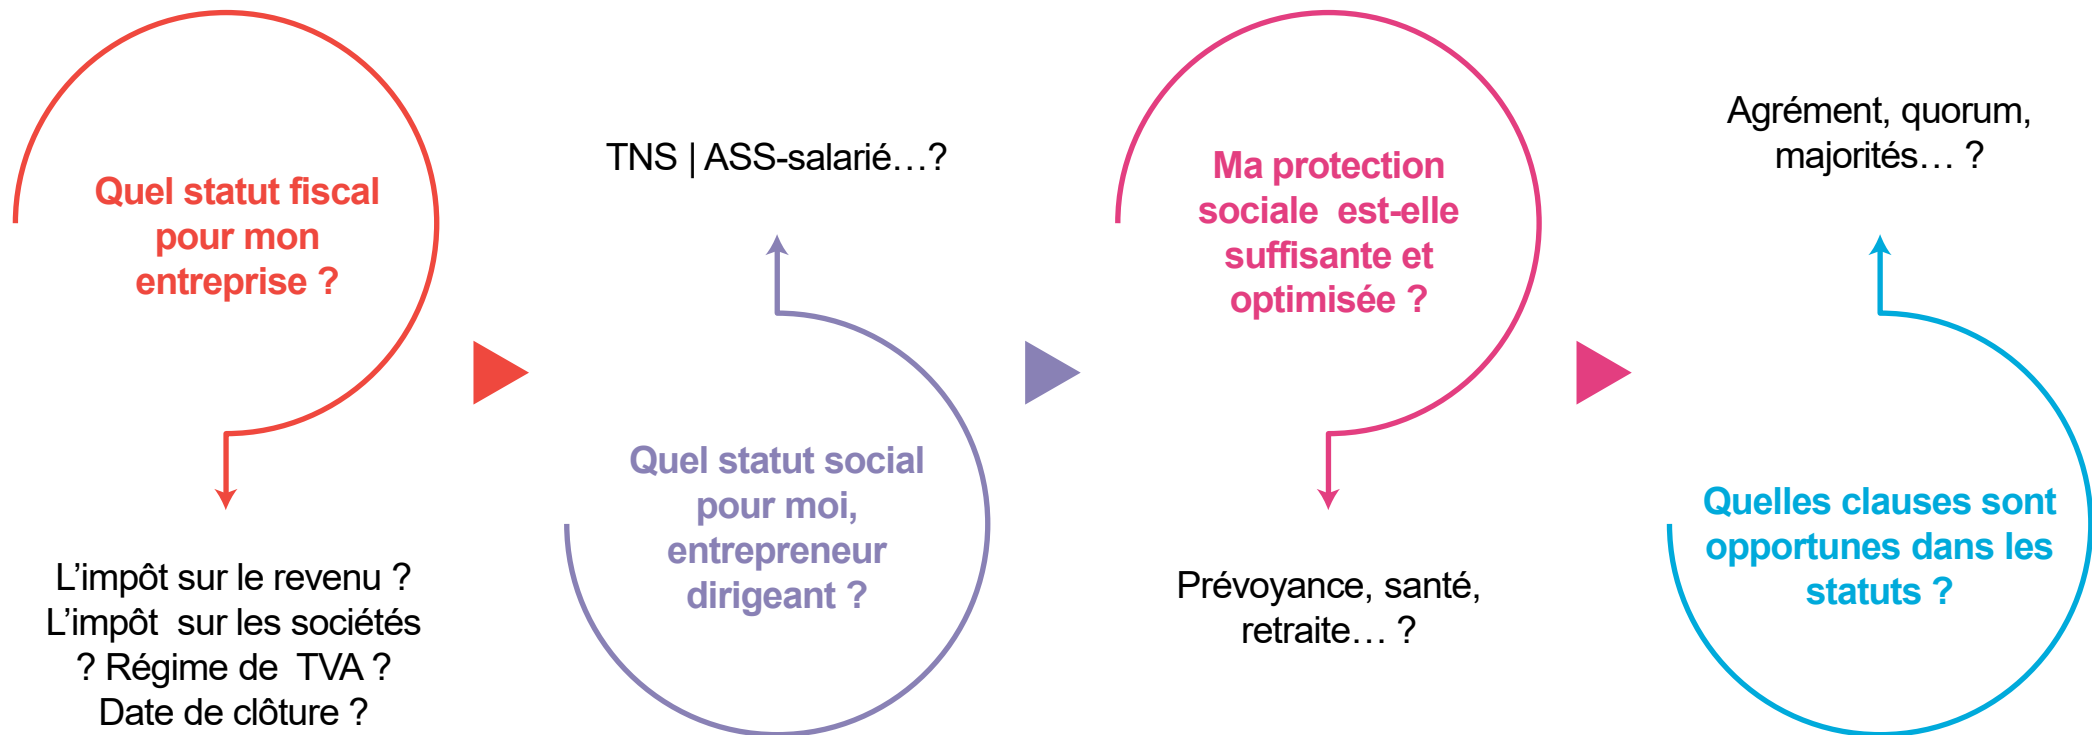 Quel statut fiscal
pour mon
entreprise ?
L'impôt sur le revenu ?
L'impôt  sur les sociétés
? Régime de  TVA ?
Date de clôture ?
TNS | ASS-salarié…?
Quel statut social
pour moi,
entrepreneur
dirigeant ?
Ma protection
sociale  est-elle
suffisante et
optimisée ?
Prévoyance, santé,
retraite… ?
Agrément, quorum,
majorités… ?
Quelles clauses sont
opportunes dans les
statuts ?